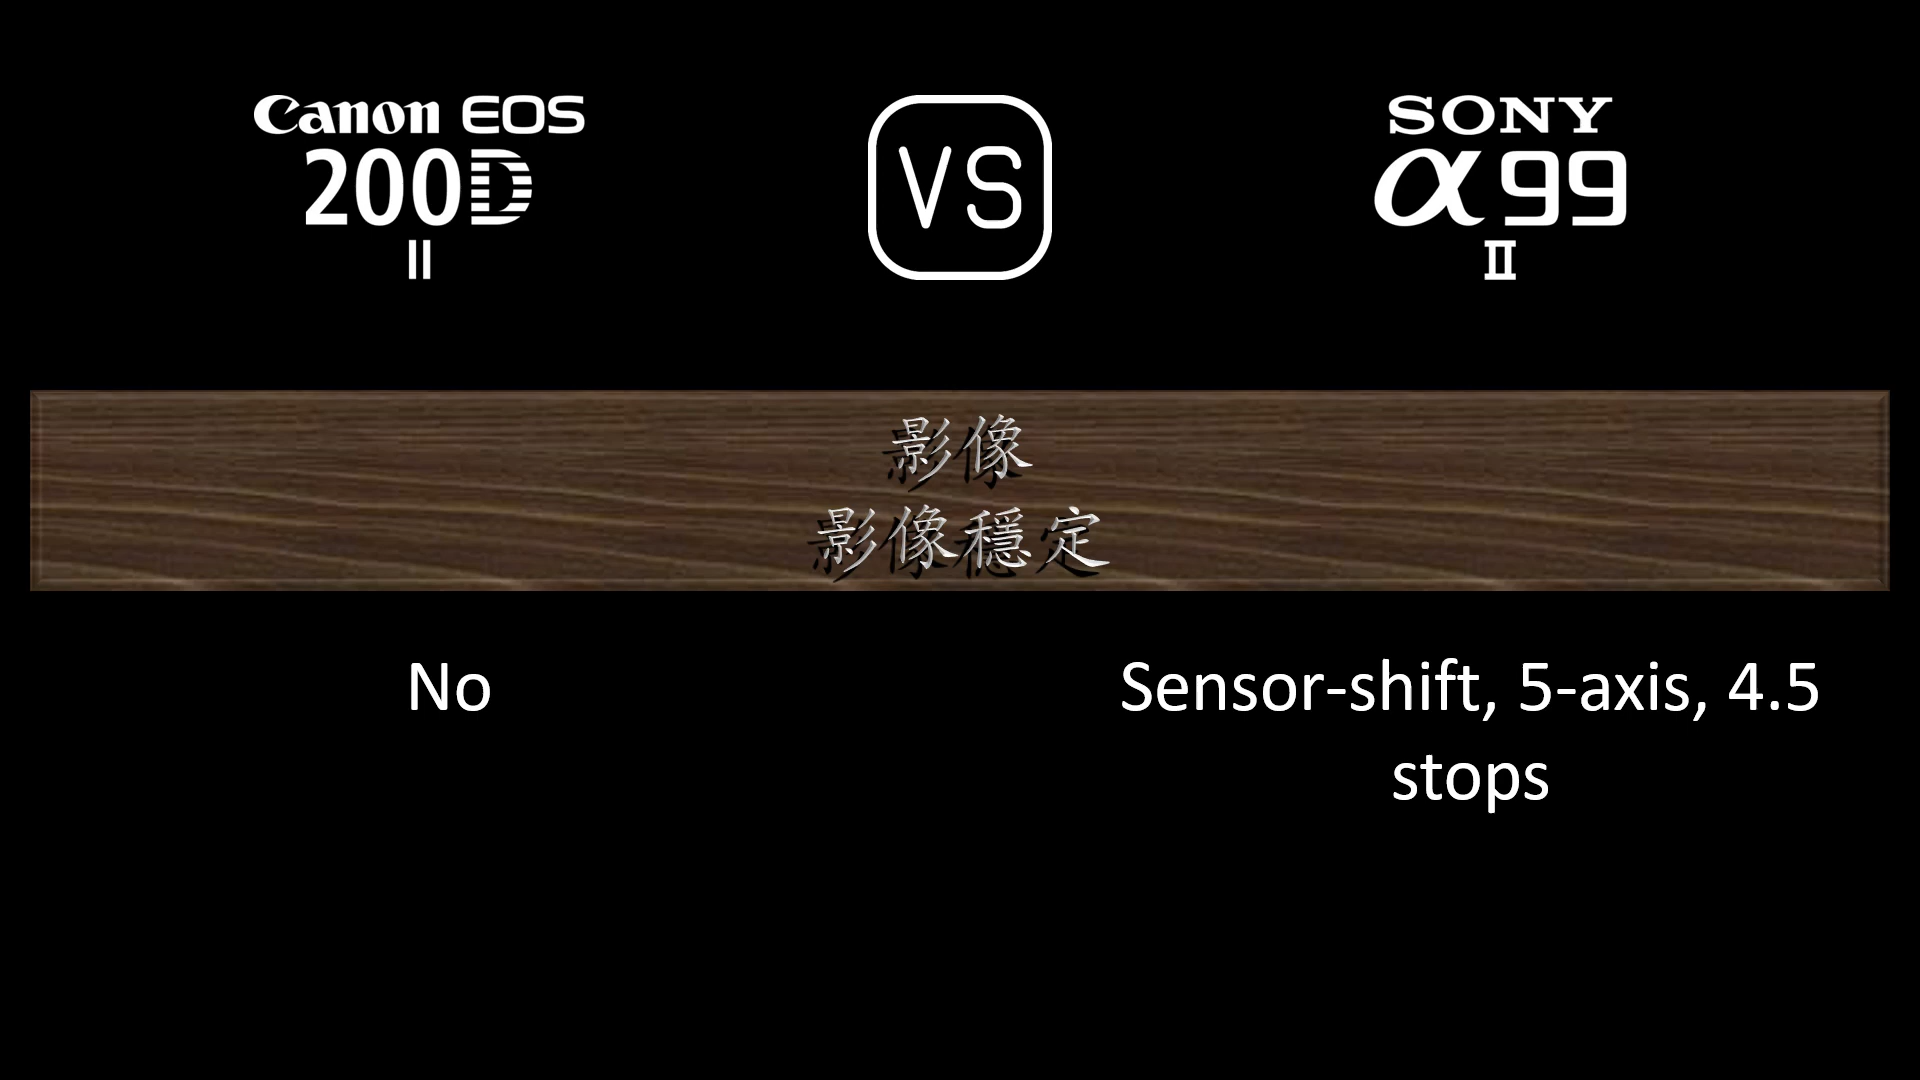 Canon EOS
200D
II
VS
SONY
α99
II
影像
影像穩定
No
Sensor-shift, 5-axis, 4.5
stops